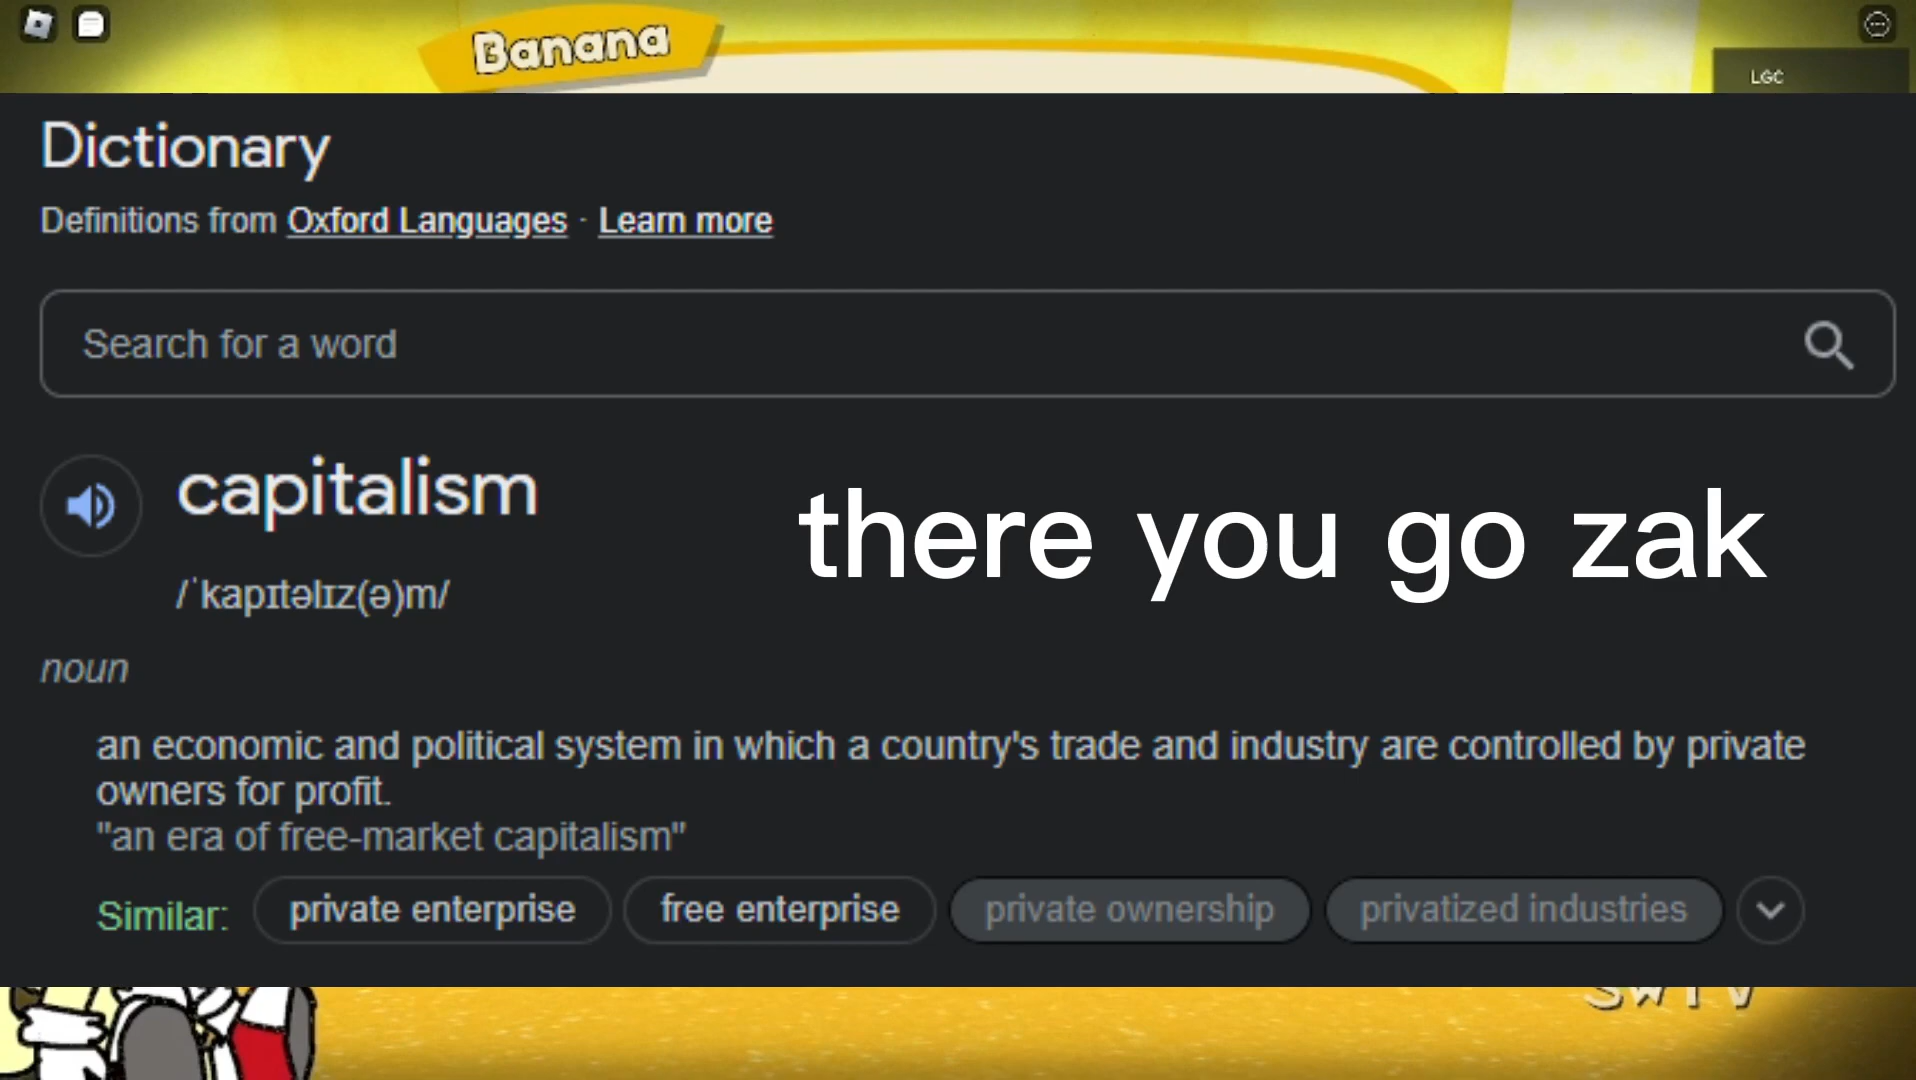 Banana
LGC
Dictionary
Definitions from Oxford Languages · Learn more
Search for a word
capitalism
there you go zak
/ˈkapɪtəlɪz(ə)m/
noun
an economic and political system in which a country's trade and industry are controlled by private
owners for profit.
"an era of free-market capitalism"
Similar: private enterprise free enterprise private ownership privatized industries
SWTV